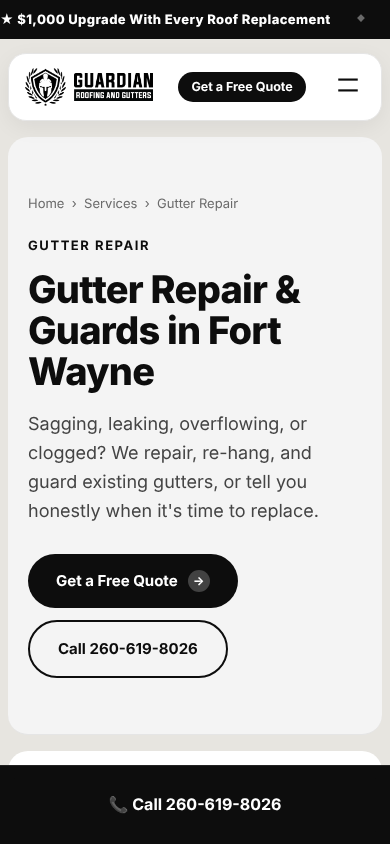 ★ $1,000 Upgrade With Every Roof Replacement ◆
GUARDIAN
ROOFING AND GUTTERS
Get a Free Quote
Home › Services › Gutter Repair
GUTTER REPAIR
Gutter Repair &
Guards in Fort
Wayne
Sagging, leaking, overflowing, or
clogged? We repair, re-hang, and
guard existing gutters, or tell you
honestly when it's time to replace.
Get a Free Quote →
Call 260-619-8026
📞 Call 260-619-8026